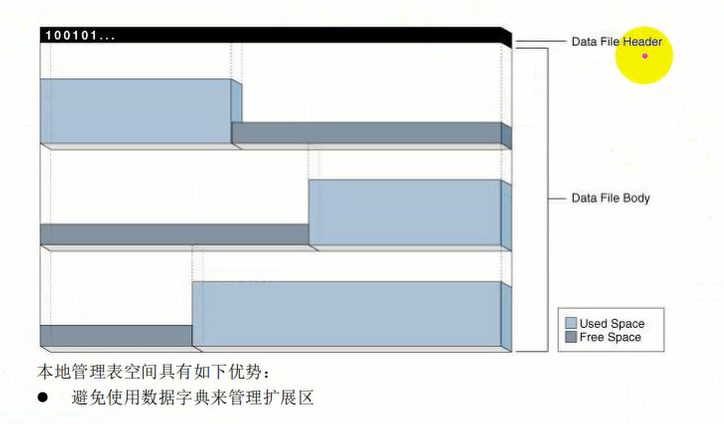 100101...
Data File Header
Data File Body
Used Space
Free Space
本地管理表空间具有如下优势：
● 避免使用数据字典来管理扩展区